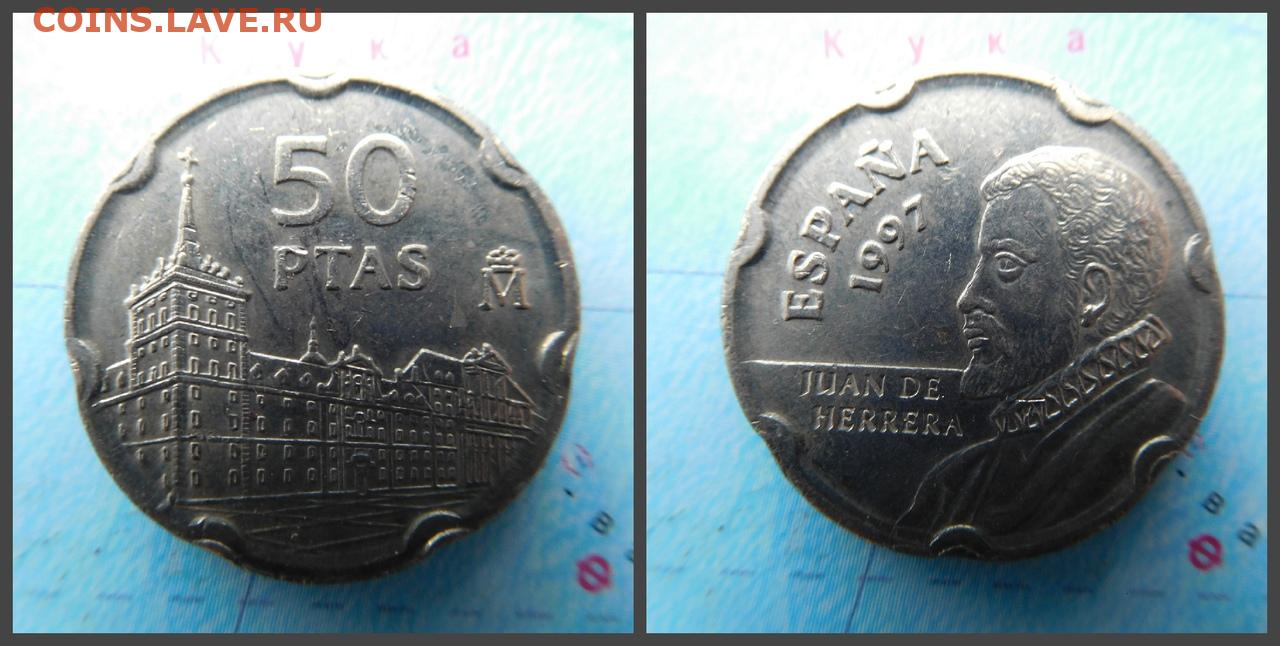 COINS.LAVE.RU
К у к а
50
PTAS
M
К у к а
ESPAÑA
1997
JUAN DE
HERRERA